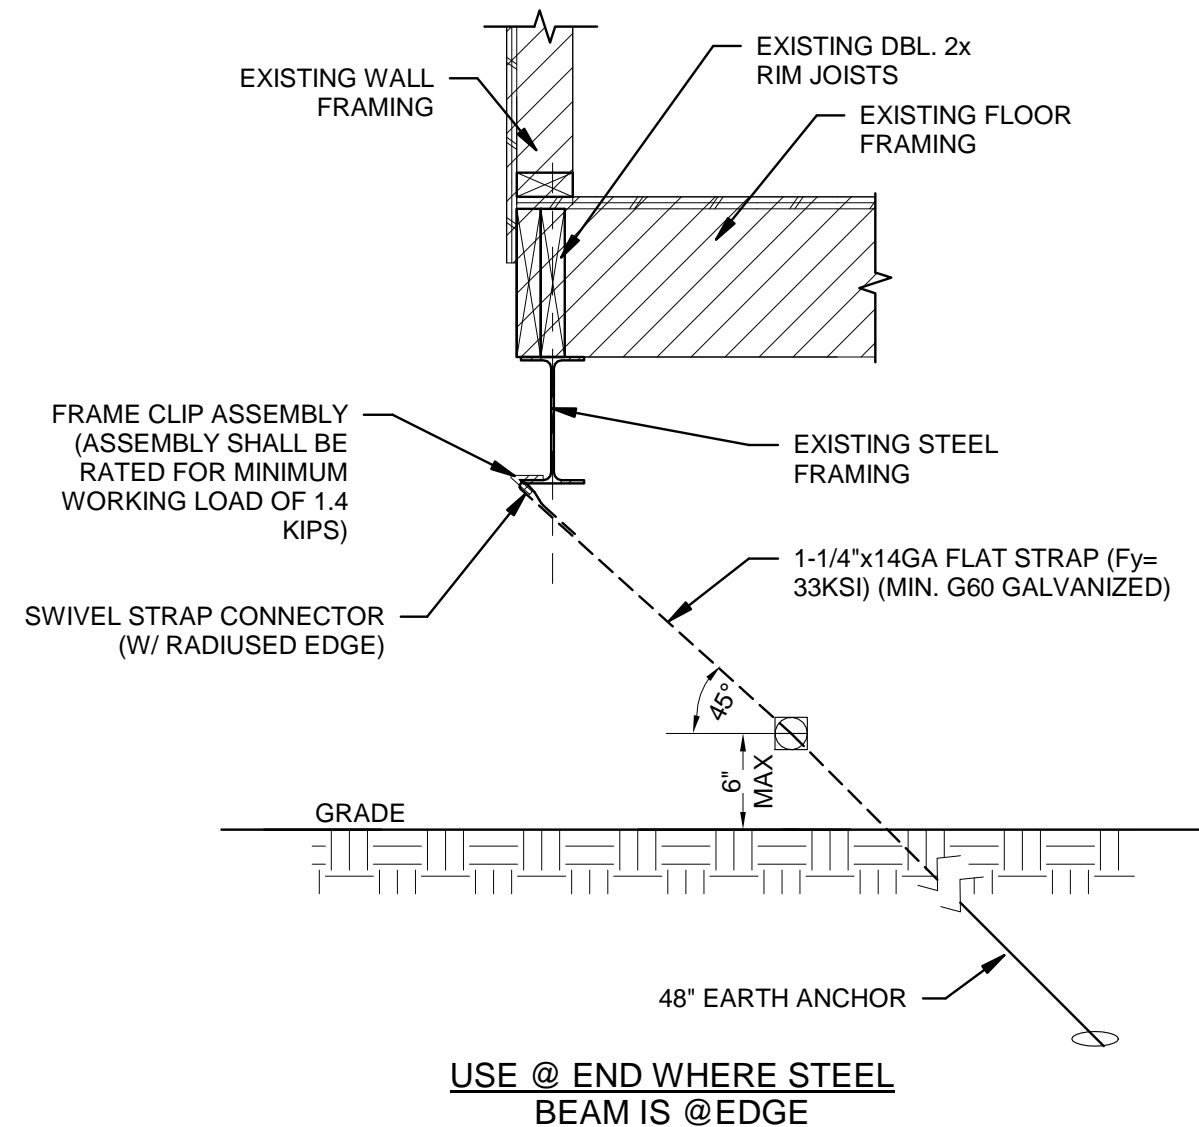 EXISTING DBL. 2x
RIM JOISTS
EXISTING WALL
FRAMING
EXISTING FLOOR
FRAMING
FRAME CLIP ASSEMBLY
(ASSEMBLY SHALL BE
RATED FOR MINIMUM
WORKING LOAD OF 1.4
KIPS)
EXISTING STEEL
FRAMING
1-1/4"x14GA FLAT STRAP (Fy=
33KSI) (MIN. G60 GALVANIZED)
SWIVEL STRAP CONNECTOR
(W/ RADIUSED EDGE)
45°
6"
MAX
GRADE
48" EARTH ANCHOR
USE @ END WHERE STEEL
BEAM IS @EDGE